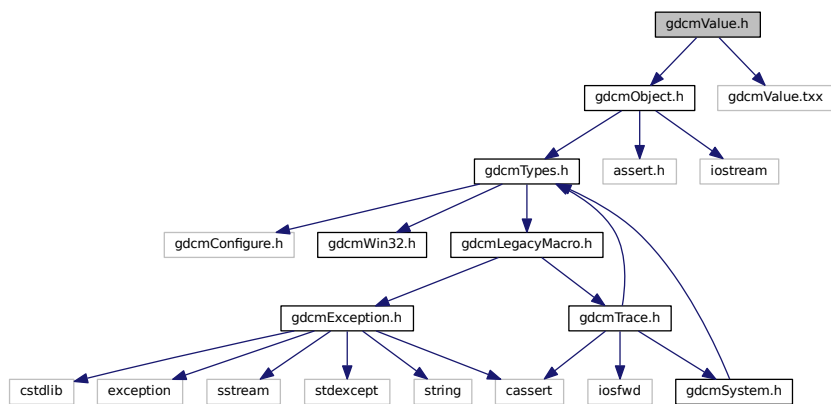 gdcmValue.h
gdcmObject.h
gdcmValue.txx
gdcmTypes.h
assert.h
iostream
gdcmConfigure.h
gdcmWin32.h
gdcmLegacyMacro.h
gdcmException.h
gdcmTrace.h
cstdlib
exception
sstream
stdexcept
string
cassert
iosfwd
gdcmSystem.h